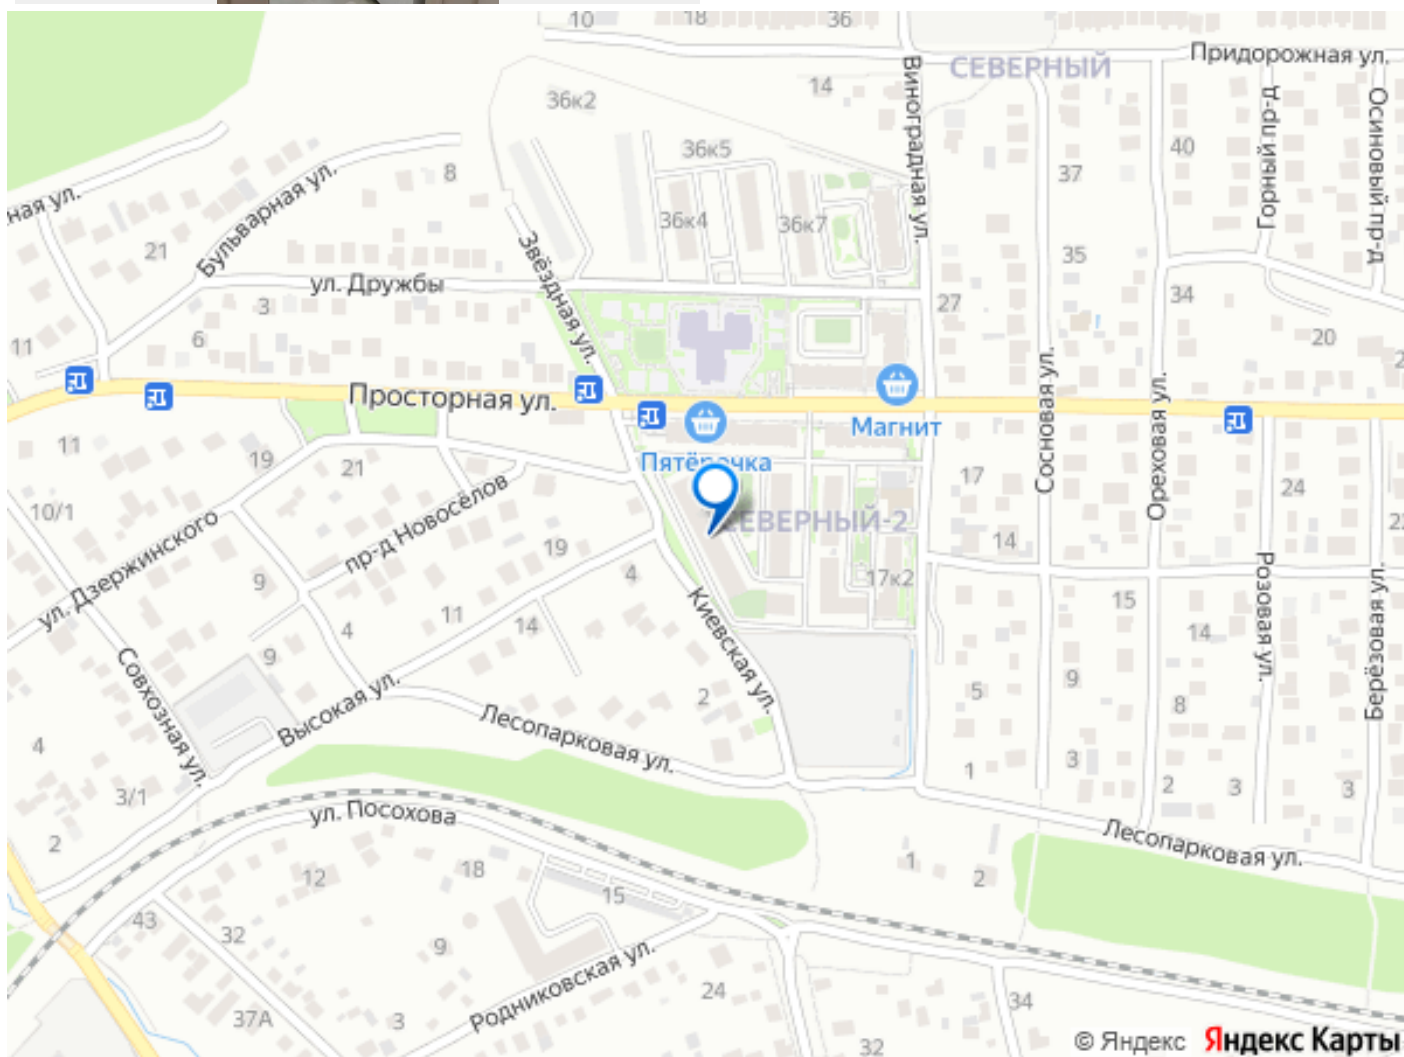 10
18
36
Придорожная ул.
СЕВЕРНЫЙ
Виноградная ул.
14
36к2
Горный пр-д
Осиновый пр-д
40
36к5
37
8
ная ул.
Бульварная ул.
36к4
36к7
21
Звёздная ул.
35
ул. Дружбы
34
3
27
6
11
20
2
Просторная ул.
Сосновая ул.
Ореховая ул.
Магнит
11
19
21
Пятёрочка
17
24
10/1
пр-д Новосёлов
СЕВЕРНЫЙ-2
22
ул. Дзержинского
19
14
9
4
17к2
Розовая ул.
Берёзовая ул.
11
14
15
4
Киевская ул.
14
9
Совхозная ул.
Высокая ул.
2
5
9
8
Лесопарковая ул.
4
1
3
2
3
3
3/1
ул. Посохова
2
Лесопарковая ул.
18
12
15
1
2
43
32
9
Родниковская ул.
24
34
37А
3
32
© Яндекс Яндекс Карты